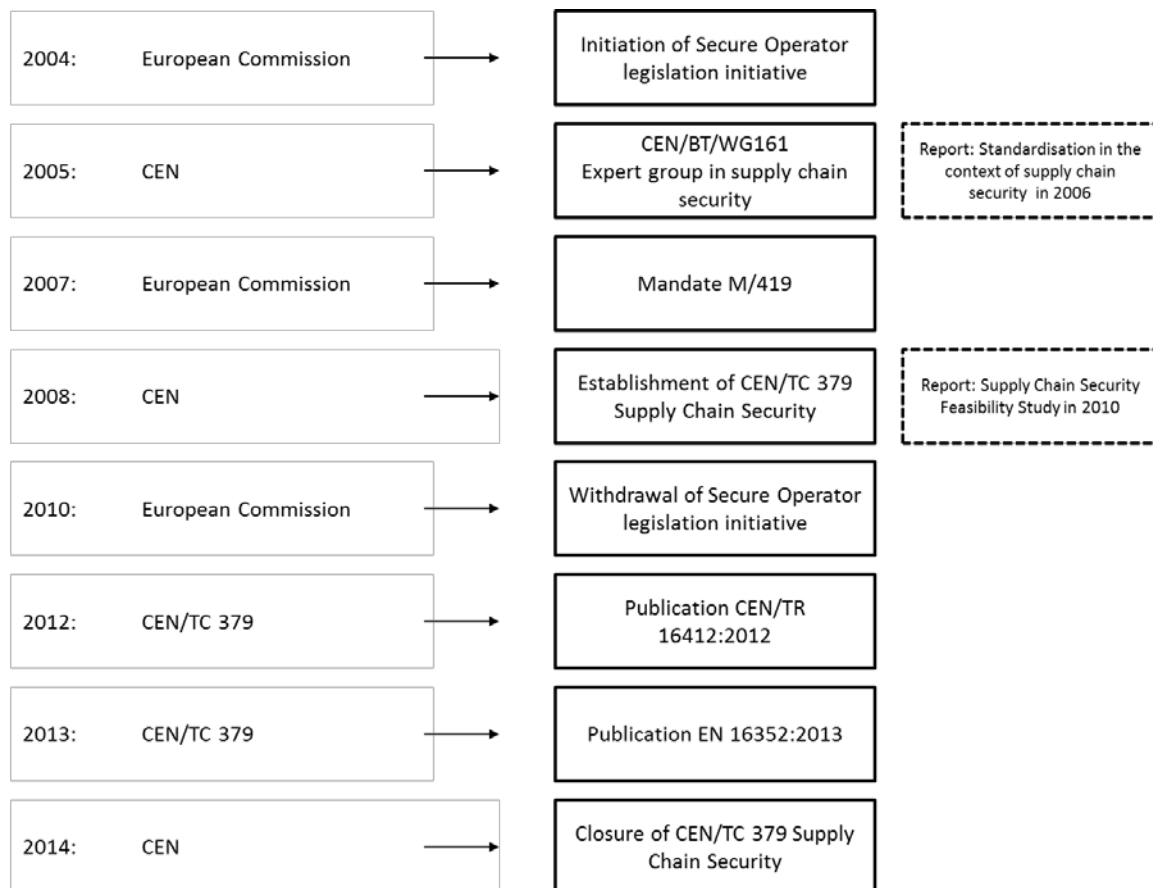 2004: European Commission
Initiation of Secure Operator
legislation initiative
2005: CEN
CEN/BT/WG161
Expert group in supply chain
security
Report: Standardisation in the
context of supply chain
security in 2006
2007: European Commission
Mandate M/419
2008: CEN
Establishment of CEN/TC 379
Supply Chain Security
Report: Supply Chain Security
Feasibility Study in 2010
2010: European Commission
Withdrawal of Secure Operator
legislation initiative
2012: CEN/TC 379
Publication CEN/TR
16412:2012
2013: CEN/TC 379
Publication EN 16352:2013
2014: CEN
Closure of CEN/TC 379 Supply
Chain Security